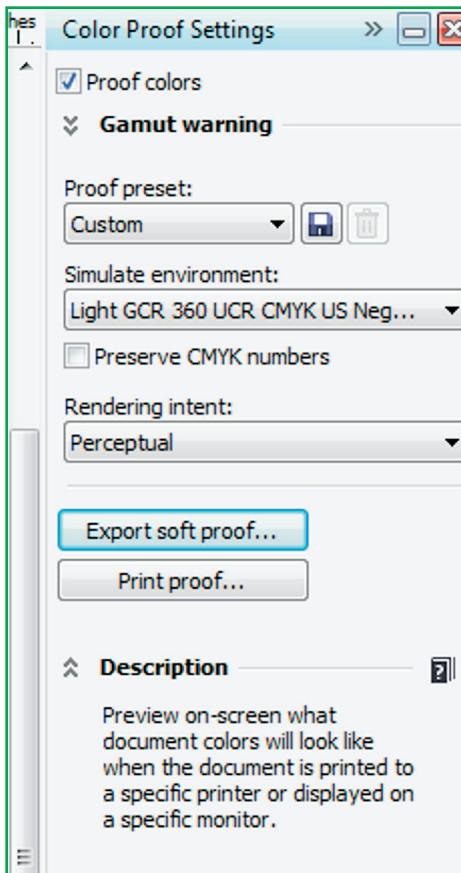 hes
Color Proof Settings
Proof colors
Gamut warning
Proof preset:
Custom
Simulate environment:
Light GCR 360 UCR CMYK US Neg...
Preserve CMYK numbers
Rendering intent:
Perceptual
Export soft proof...
Print proof...
Description
Preview on-screen what
document colors will look like
when the document is printed to
a specific printer or displayed on
a specific monitor.